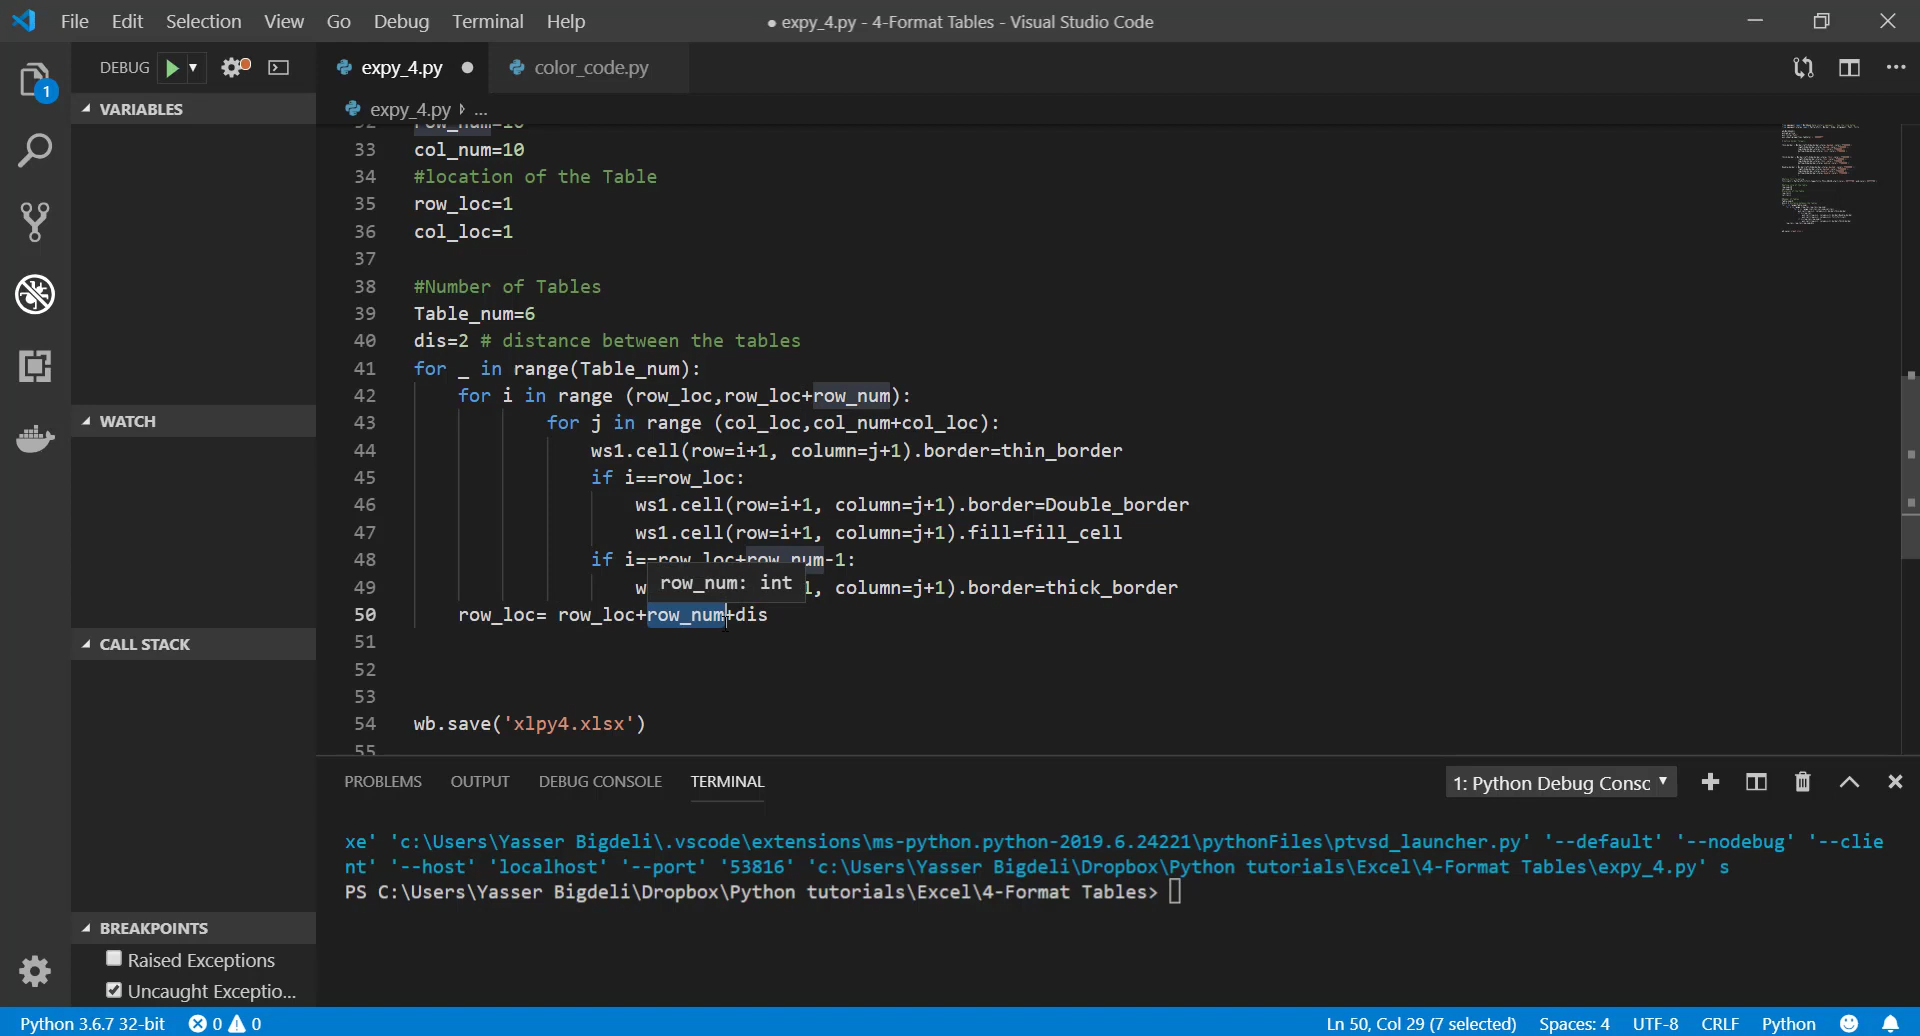 File Edit Selection View Go Debug Terminal Help
● expy_4.py - 4-Format Tables - Visual Studio Code
1
DEBUG
expy_4.py
color_code.py
expy_4.py ...
VARIABLES
WATCH
CALL STACK
BREAKPOINTS
Raised Exceptions
Uncaught Exceptio...
32 row_num=10
33 col_num=10
34 #location of the Table
35 row_loc=1
36 col_loc=1
37
38 #Number of Tables
39 Table_num=6
40 dis=2 # distance between the tables
41 for _ in range(Table_num):
42 for i in range (row_loc,row_loc+row_num):
43 for j in range (col_loc,col_num+col_loc):
44 ws1.cell(row=i+1, column=j+1).border=thin_border
45 if i==row_loc:
46 ws1.cell(row=i+1, column=j+1).border=Double_border
47 ws1.cell(row=i+1, column=j+1).fill=fill_cell
48 if i==row_loc+row_num-1:
row_num: int
49 w 1, column=j+1).border=thick_border
50 row_loc= row_loc+row_num+dis
51
52
53
54 wb.save('xlpy4.xlsx')
55
PROBLEMS OUTPUT DEBUG CONSOLE TERMINAL
1: Python Debug Consc
xe' 'c:\Users\Yasser Bigdeli\.vscode\extensions\ms-python.python-2019.6.24221\pythonFiles\ptvsd_launcher.py' '--default' '--nodebug' '--clie
nt' '--host' 'localhost' '--port' '53816' 'c:\Users\Yasser Bigdeli\Dropbox\Python tutorials\Excel\4-Format Tables\expy_4.py' s
PS C:\Users\Yasser Bigdeli\Dropbox\Python tutorials\Excel\4-Format Tables>
Python 3.6.7 32-bit 0 0
Ln 50, Col 29 (7 selected) Spaces: 4 UTF-8 CRLF Python